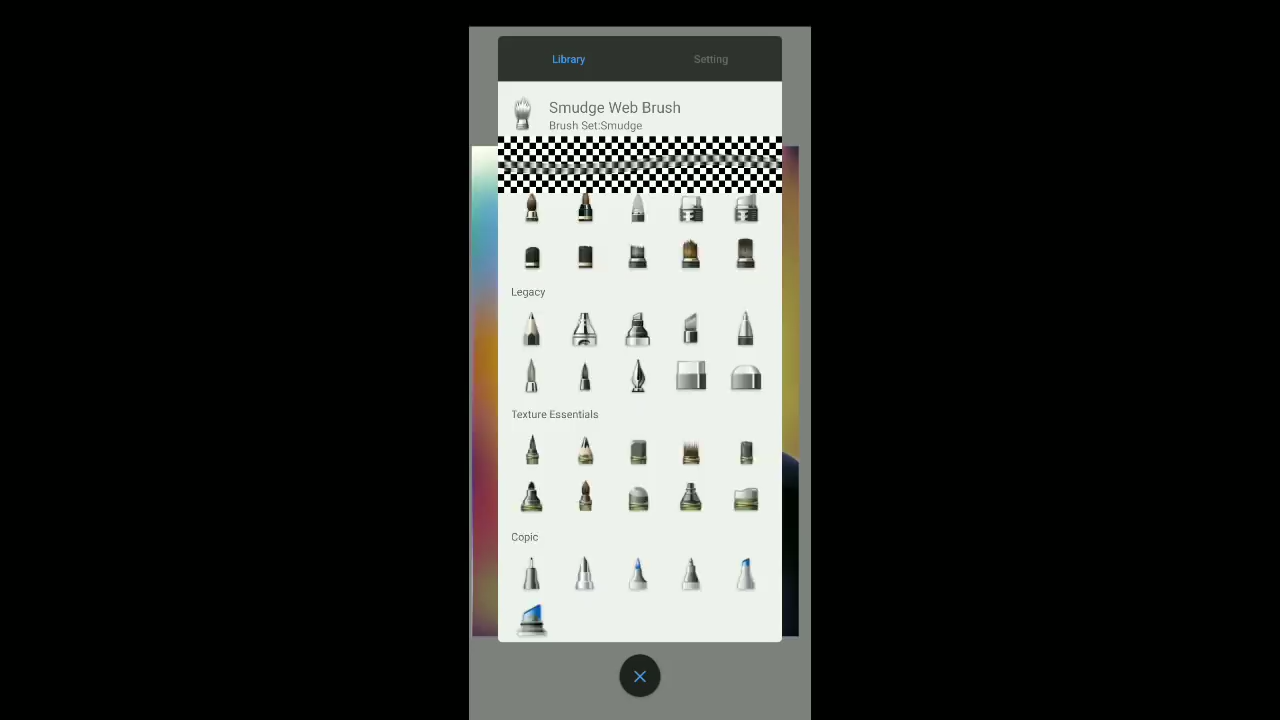 Library
Setting
Smudge Web Brush
Brush Set:Smudge
Legacy
Texture Essentials
Copic